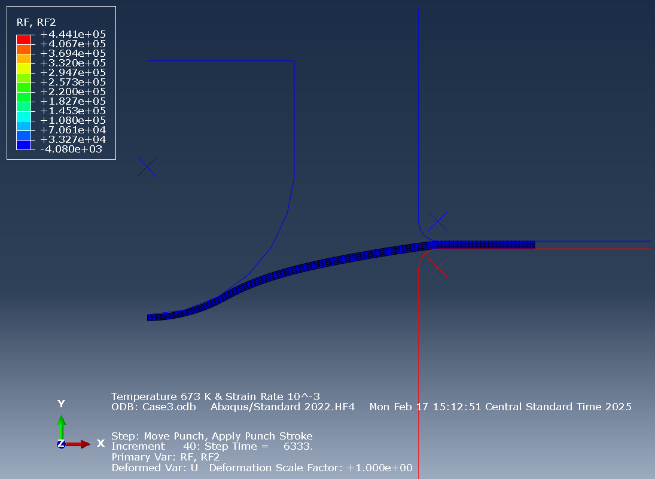 RF, RF2
+4.441e+05
+4.067e+05
+3.694e+05
+3.320e+05
+2.947e+05
+2.573e+05
+2.200e+05
+1.827e+05
+1.453e+05
+1.080e+05
+7.061e+04
+3.327e+04
-4.080e+03
Y
Z X
Temperature 673 K & Strain Rate 10^-3
ODB: Case3.odb Abaqus/Standard 2022.HF4 Mon Feb 17 15:12:51 Central Standard Time 2025
Step: Move Punch, Apply Punch Stroke
Increment 40: Step Time = 6333.
Primary Var: RF, RF2
Deformed Var: U Deformation Scale Factor: +1.000e+00